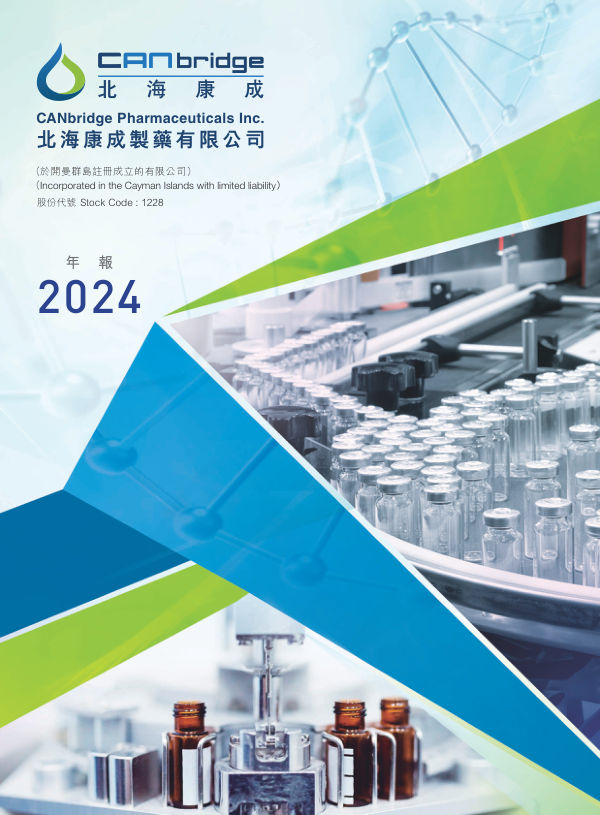 CANbridge
北海康成
CANbridge Pharmaceuticals Inc.
北海康成製藥有限公司
(於開曼群島註冊成立的有限公司)
(Incorporated in the Cayman Islands with limited liability)
股份代號 Stock Code : 1228
年報
2024